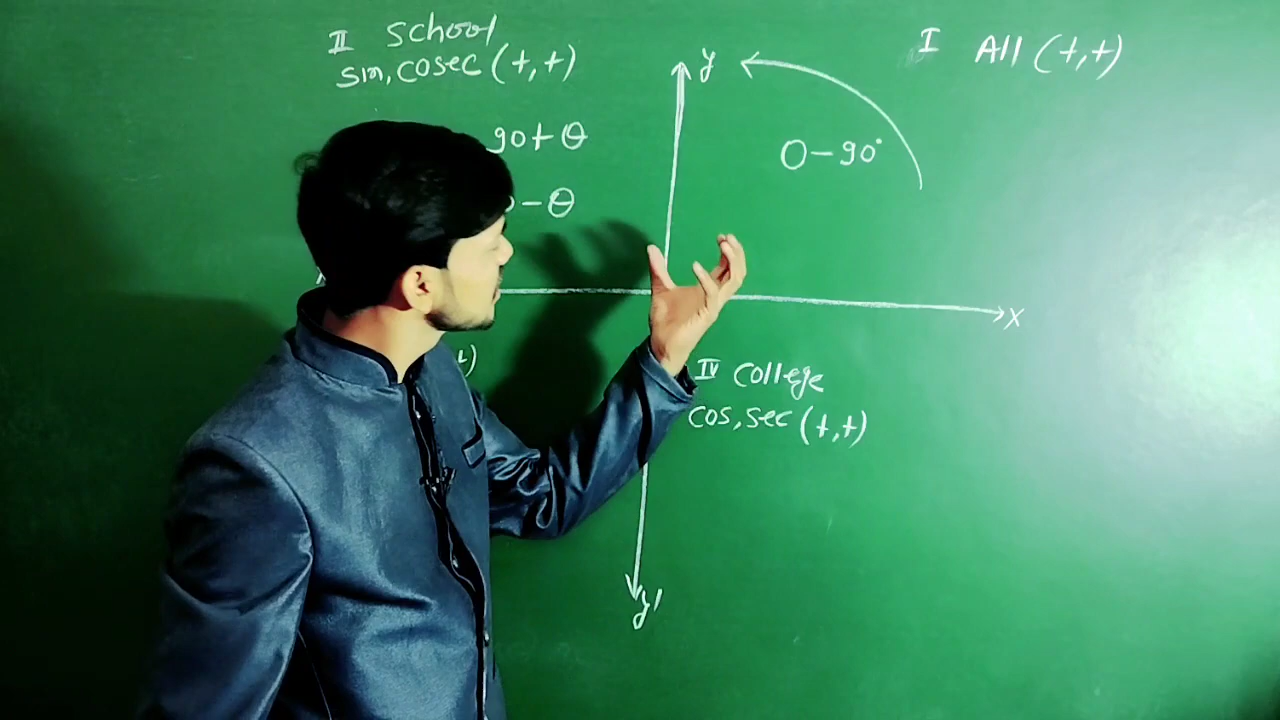 II School
sin, cosec (+,+)
I All (+,+)
y
90+θ
0-90°
-θ
x
IV College
cos, sec (+,+)
y'